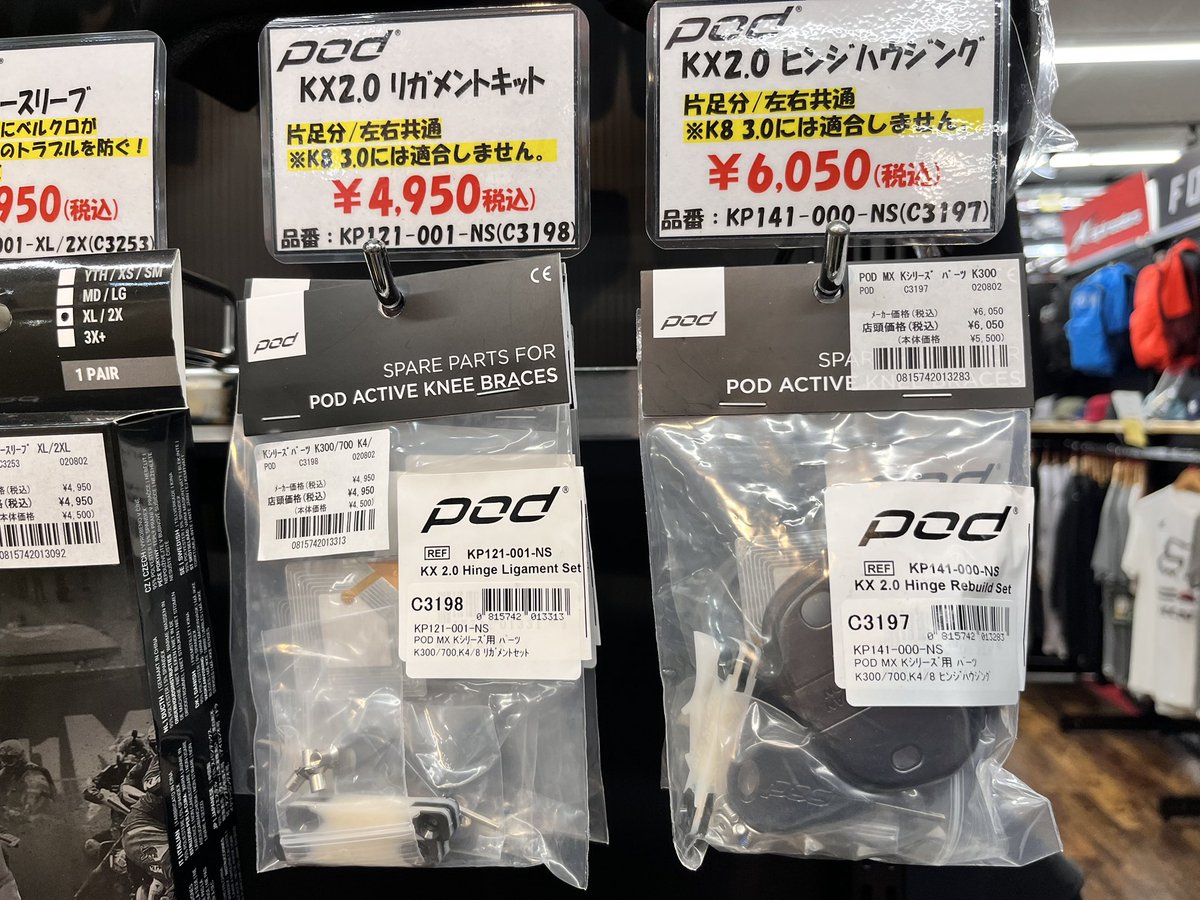 ースリーブ
にベルクロが
のトラブルを防ぐ!
950(税込)
001-XL/2X(C3253)
pod®
KX2.0 リガメントキット
片足分/左右共通
※K8 3.0には適合しません。
￥4,950(税込)
品番:KP121-001-NS(C3198)
pod®
KX2.0 ヒンジハウジング
片足分/左右共通
※K8 3.0には適合しません。
￥6,050(税込)
品番:KP141-000-NS(C3197)
YTH / XS / SM
MD / LG
XL / 2X
3X+
1 PAIR
ースリーブ XL/2XL
C3253 020802
格(税込) ¥4,950
格(税込) ¥4,950
(本体価格 ¥4,500)
0815742013092
CE
pod
SPARE PARTS FOR
POD ACTIVE KNEE BRACES
Kシリーズパーツ K300/700 K4/
POD C3198 020802
メーカー価格(税込) ¥4,950
店頭価格(税込) ¥4,950
(本体価格 ¥4,500)
0815742013313
pod®
REF KP121-001-NS
KX 2.0 Hinge Ligament Set
C3198
0 815742 013313
KP121-001-NS
POD MX Kシリーズ用 パーツ
K300/700,K4/8 リガメントセット
pod
SPAR
POD ACTIVE KNEE BRACES
POD MX Kシリーズ パーツ K300
POD C3197 020802
メーカー価格(税込) ¥6,050
店頭価格(税込) ¥6,050
(本体価格 ¥5,500)
0815742013283
pod®
REF KP141-000-NS
KX 2.0 Hinge Rebuild Set
C3197
0 815742 013283
KP141-000-NS
POD MX Kシリーズ用 パーツ
K300/700,K4/8 ヒンジハウジング